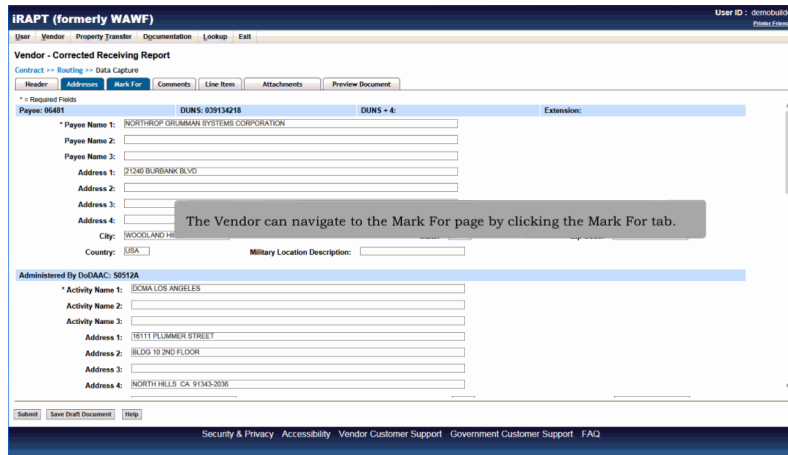 iRAPT (formerly WAWF)
User ID : demobuild
Printer Frien
User Vendor Property Transfer Documentation Lookup Exit
Vendor - Corrected Receiving Report
Contract >> Routing >> Data Capture
Header Addresses Mark For Comments Line Item Attachments Preview Document
* = Required Fields
Payee: 06481 DUNS: 039134218 DUNS + 4: Extension:
* Payee Name 1: NORTHROP GRUMMAN SYSTEMS CORPORATION
Payee Name 2:
Payee Name 3:
Address 1: 21240 BURBANK BLVD
Address 2:
Address 3:
Address 4:
The Vendor can navigate to the Mark For page by clicking the Mark For tab.
City: WOODLAND HI
Country: USA Military Location Description:
Administered By DoDAAC: S0512A
* Activity Name 1: DCMA LOS ANGELES
Activity Name 2:
Activity Name 3:
Address 1: 16111 PLUMMER STREET
Address 2: BLDG 10 2ND FLOOR
Address 3:
Address 4: NORTH HILLS CA 91343-2036
Submit Save Draft Document Help
Security & Privacy Accessibility Vendor Customer Support Government Customer Support FAQ